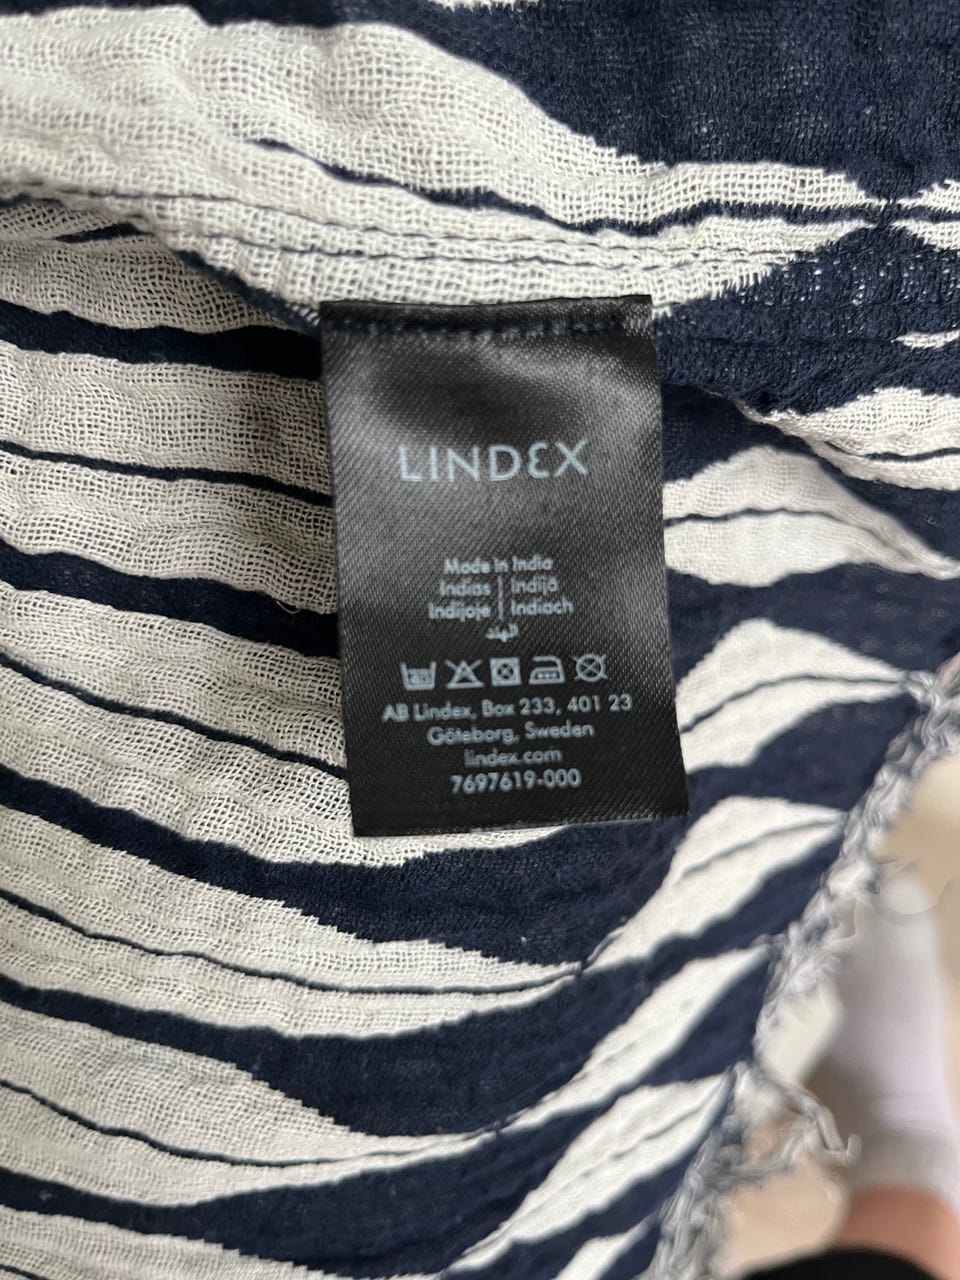 LINDEX
Made in India
Indias | Indijā
Indijoje | Indiach
الهند
AB Lindex, Box 233, 401 23
Göteborg, Sweden
lindex.com
7697619-000